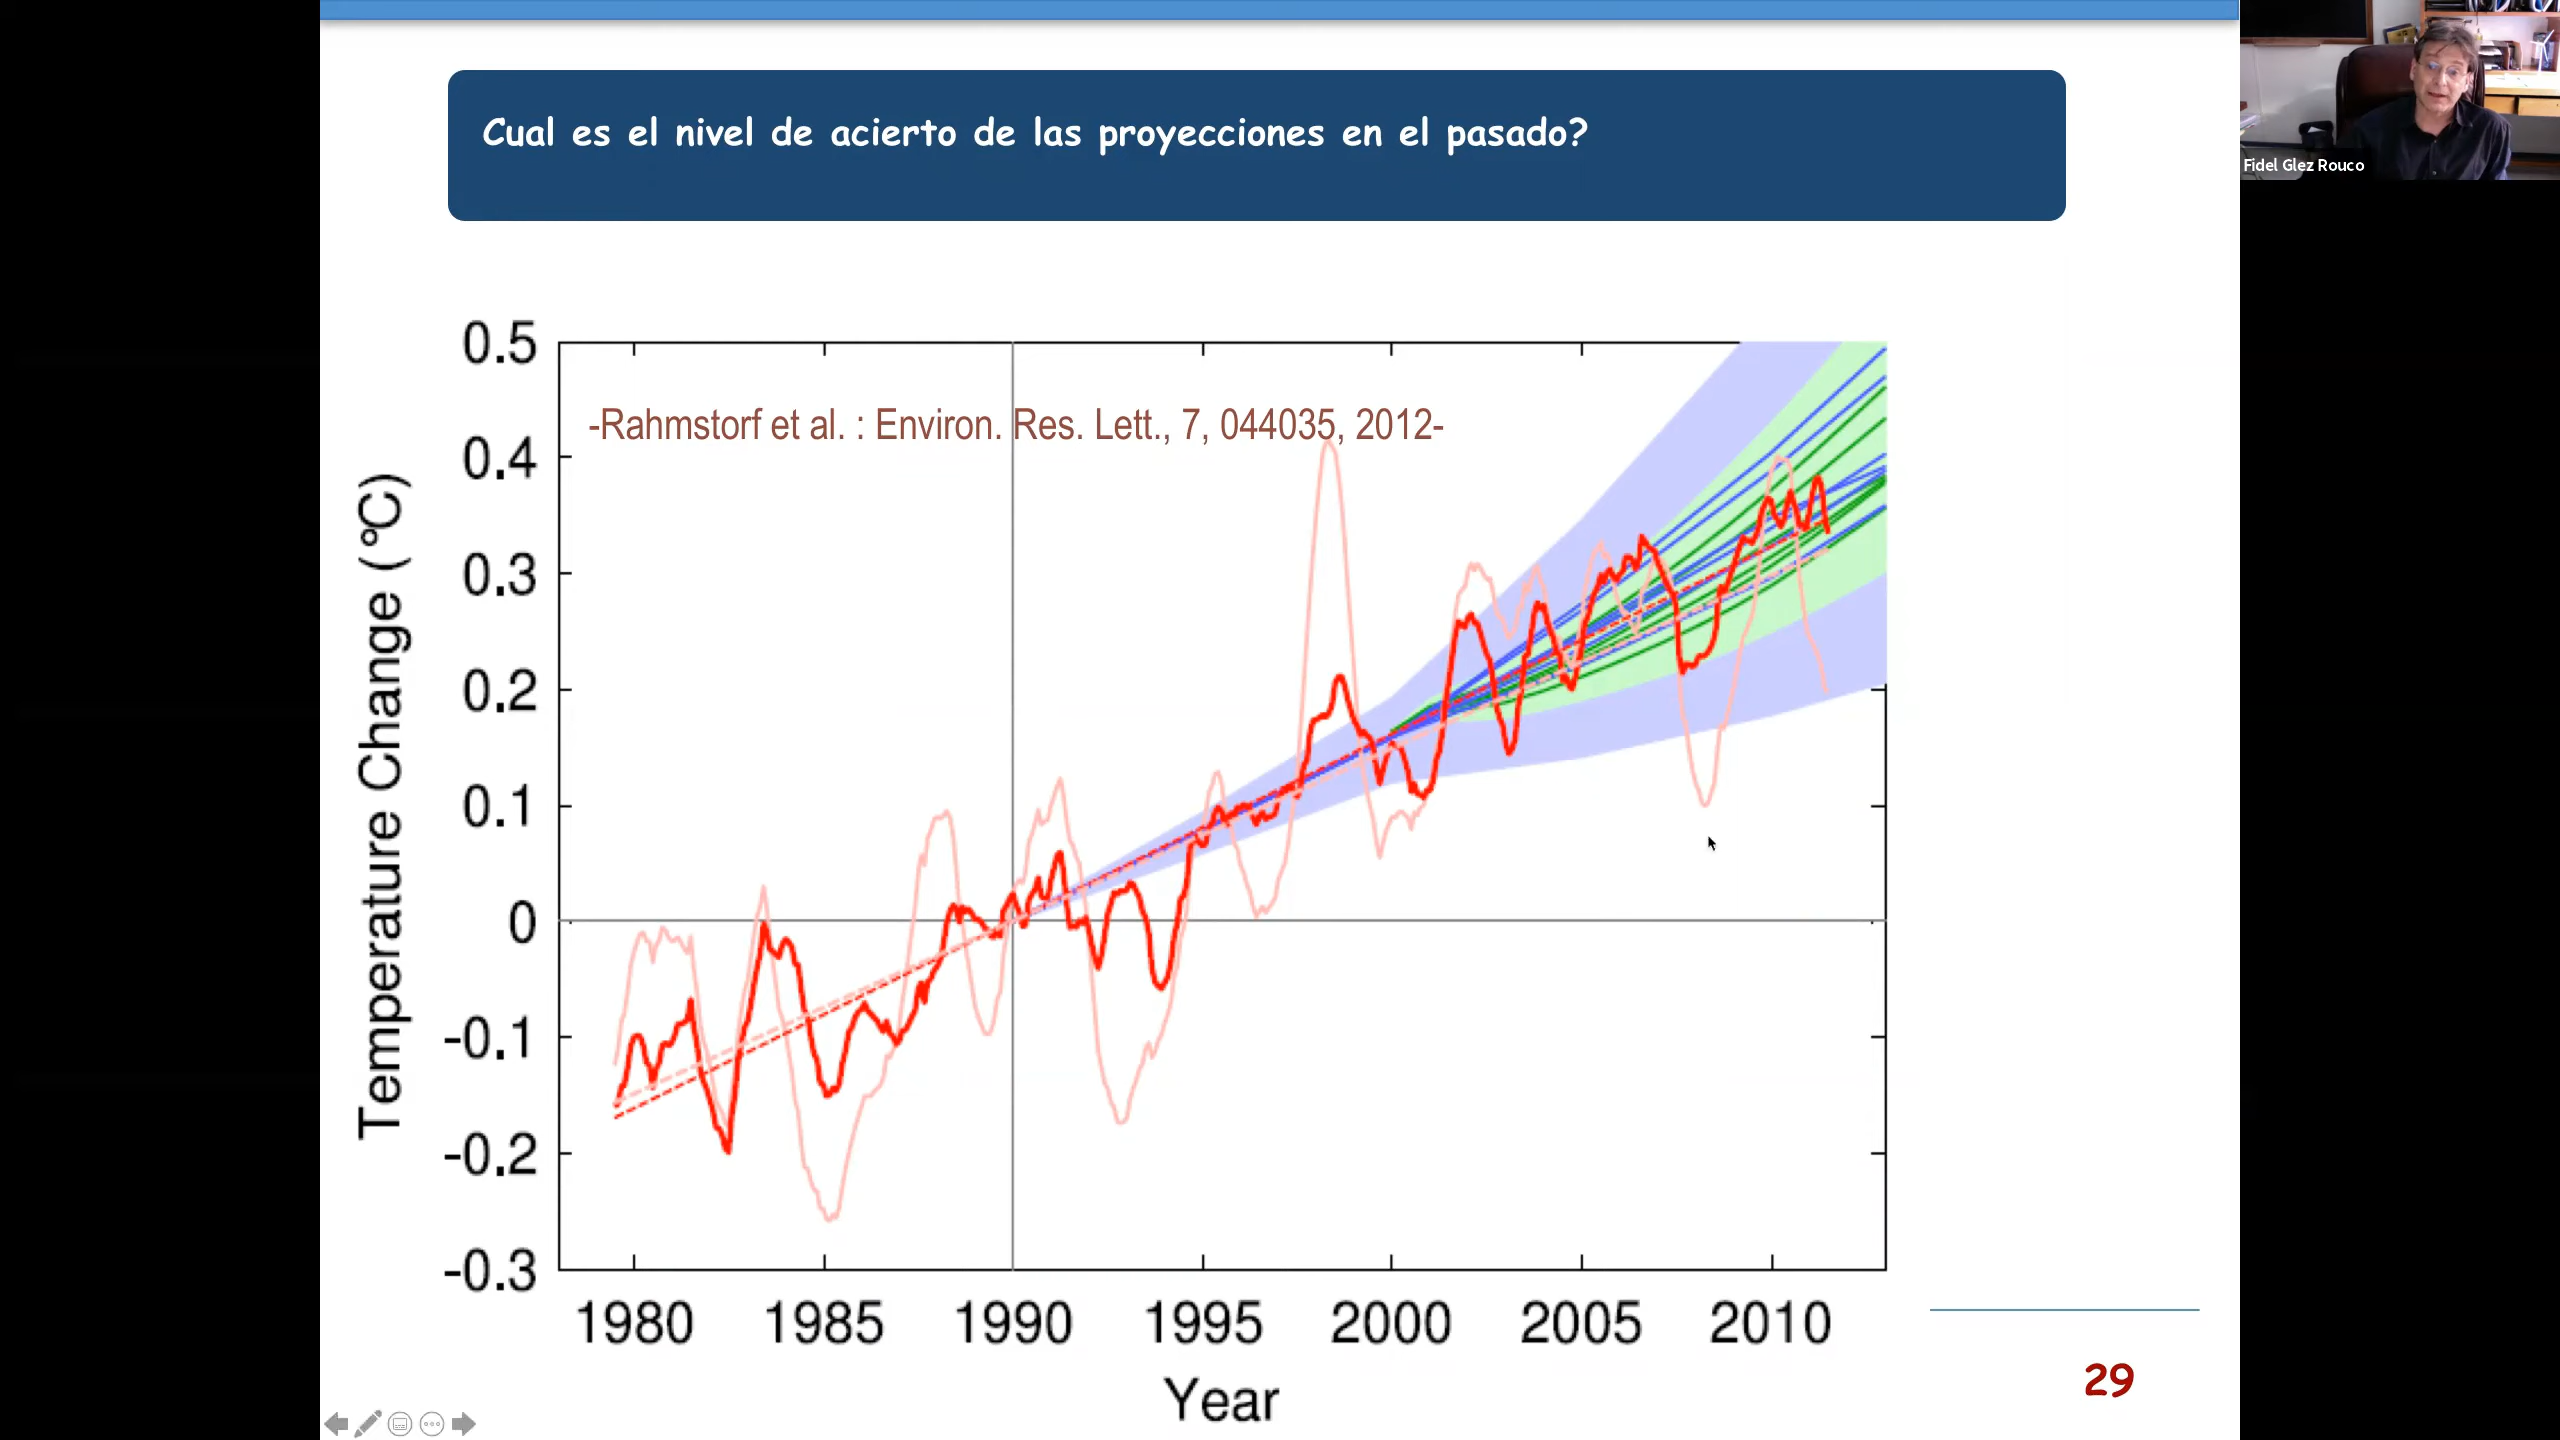 Cual es el nivel de acierto de las proyecciones en el pasado?
Fidel Glez Rouco
-Rahmstorf et al. : Environ. Res. Lett., 7, 044035, 2012-
Temperature Change (°C)
0.5
0.4
0.3
0.2
0.1
0
-0.1
-0.2
-0.3
1980 1985 1990 1995 2000 2005 2010
Year
29